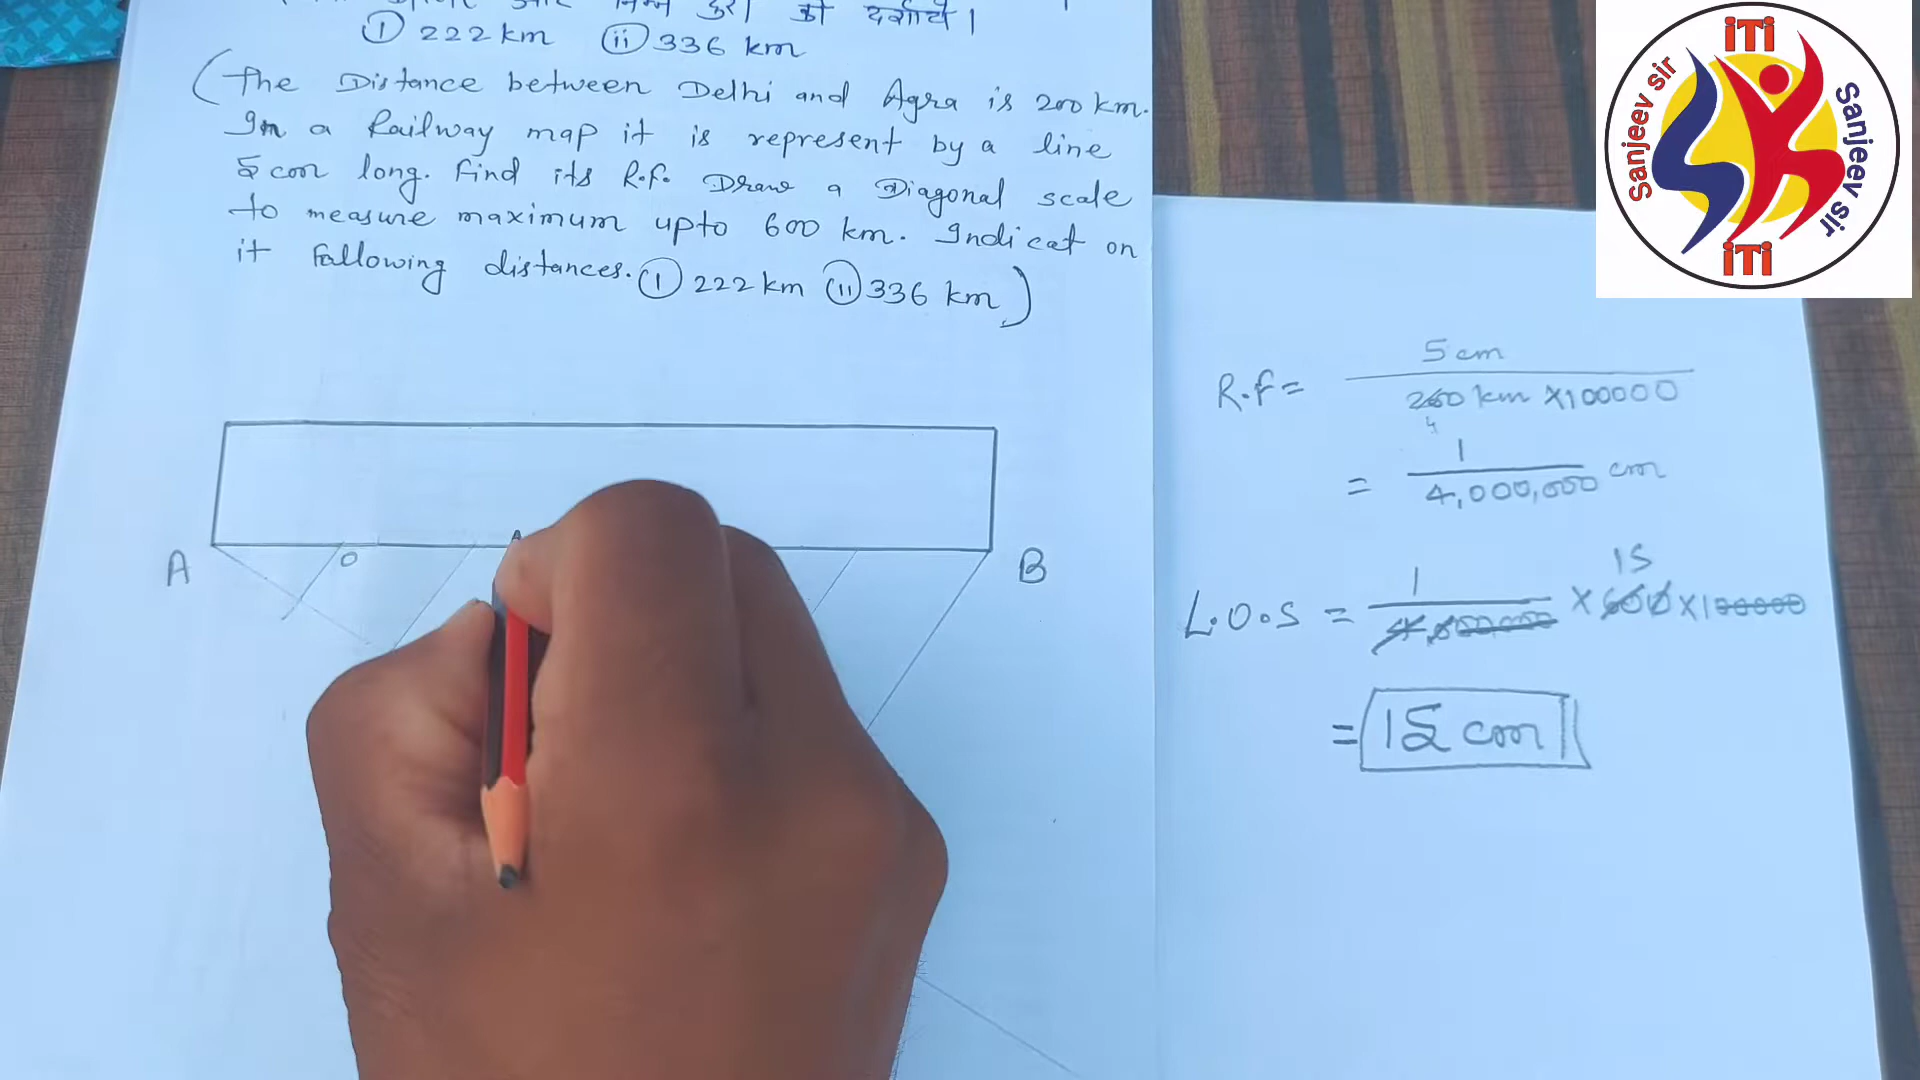 को दर्शाये।
① 222 km ⅱ 336 km
(The Distance between Delhi and Agra is 200 km.
In a Railway map it is represent by a line
5 cm long. Find its R.F. Draw a Diagonal scale
to measure maximum upto 600 km. Indicat on
it following distances. ① 222 km ⑪ 336 km)
A
O
B
R.F =
5 cm
200 km ×100000
4
=
1
4,000,000 cm
L.O.S =
1
4,000,000
×600 ×100000
15
= 15 cm
iTi
Sanjeev sir
Sanjeev sir
iTi